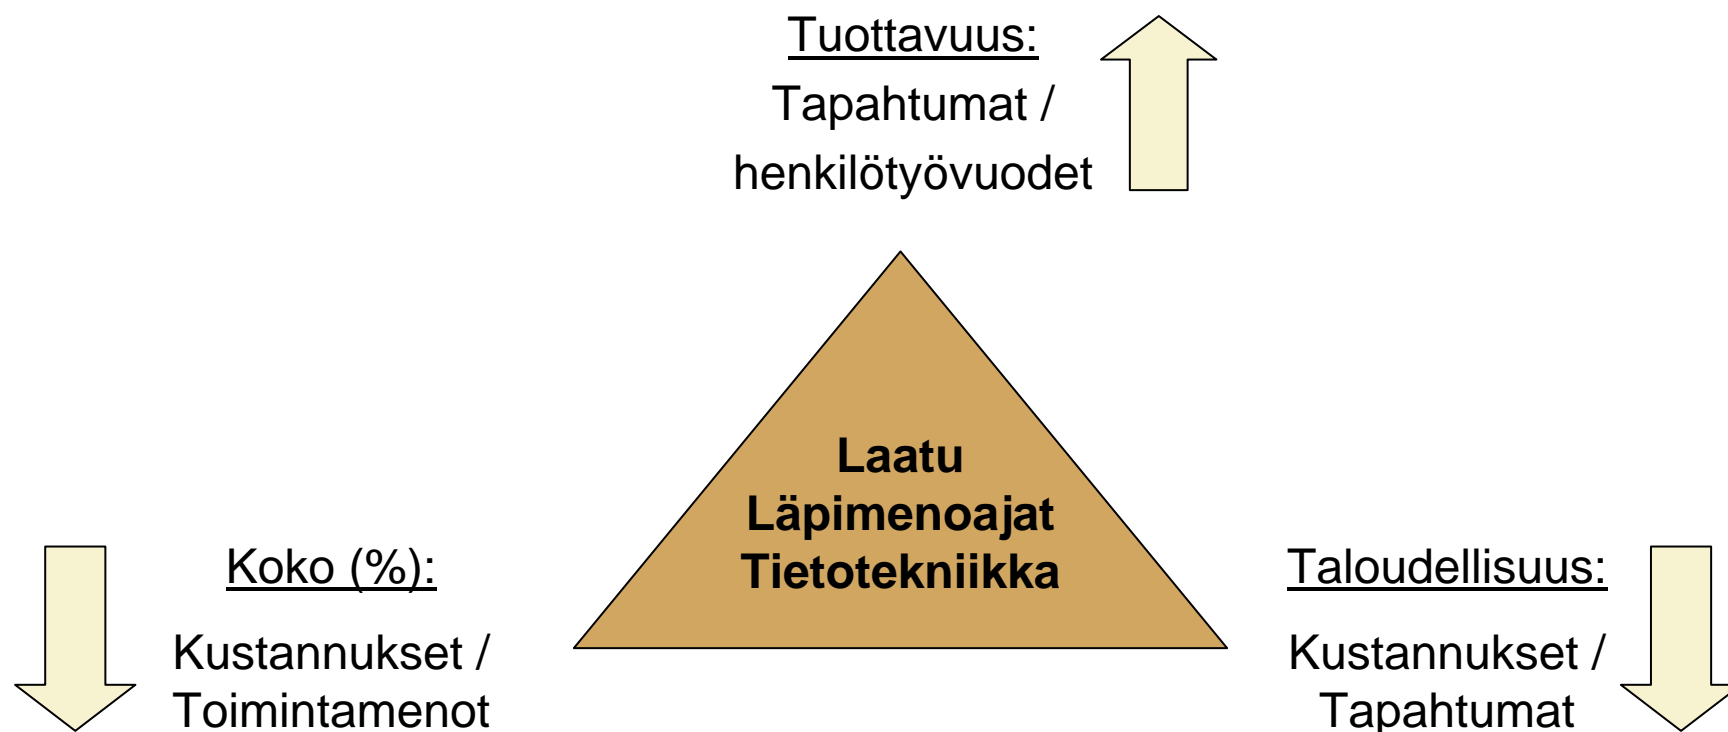 Tuottavuus:
Tapahtumat /
henkilötyövuodet
Laatu
Läpimenoajat
Tietotekniikka
Koko (%):
Kustannukset /
Toimintamenot
Taloudellisuus:
Kustannukset /
Tapahtumat